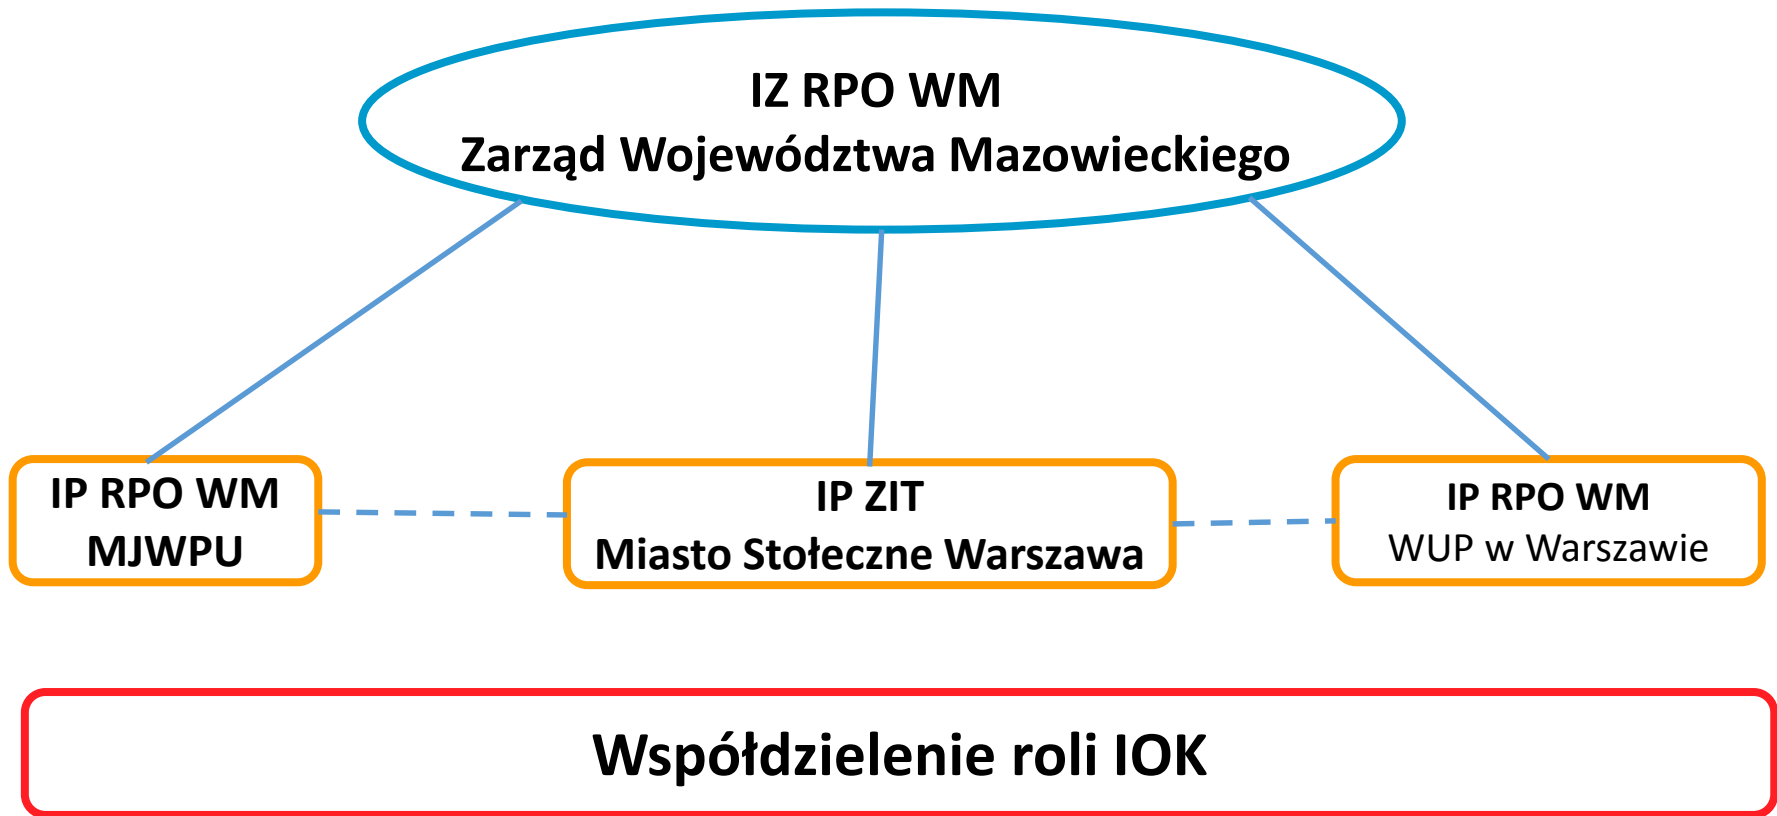 IZ RPO WM
Zarząd Województwa Mazowieckiego
IP RPO WM
MJWPU
IP ZIT
Miasto Stołeczne Warszawa
IP RPO WM
WUP w Warszawie
Współdzielenie roli IOK